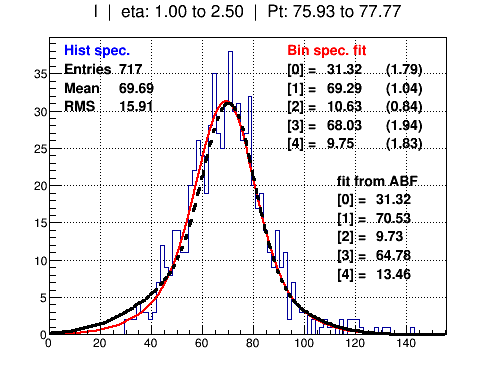 I | eta: 1.00 to 2.50 | Pt: 75.93 to 77.77
Hist spec.
Entries 717
Mean 69.69
RMS 15.91
Bin spec. fit
[0] = 31.32 (1.79)
[1] = 69.29 (1.04)
[2] = 10.63 (0.84)
[3] = 68.03 (1.94)
[4] = 9.75 (1.83)
fit from ABF
[0] = 31.32
[1] = 70.53
[2] = 9.73
[3] = 64.78
[4] = 13.46
35
30
25
20
15
10
5
0
0 20 40 60 80 100 120 140